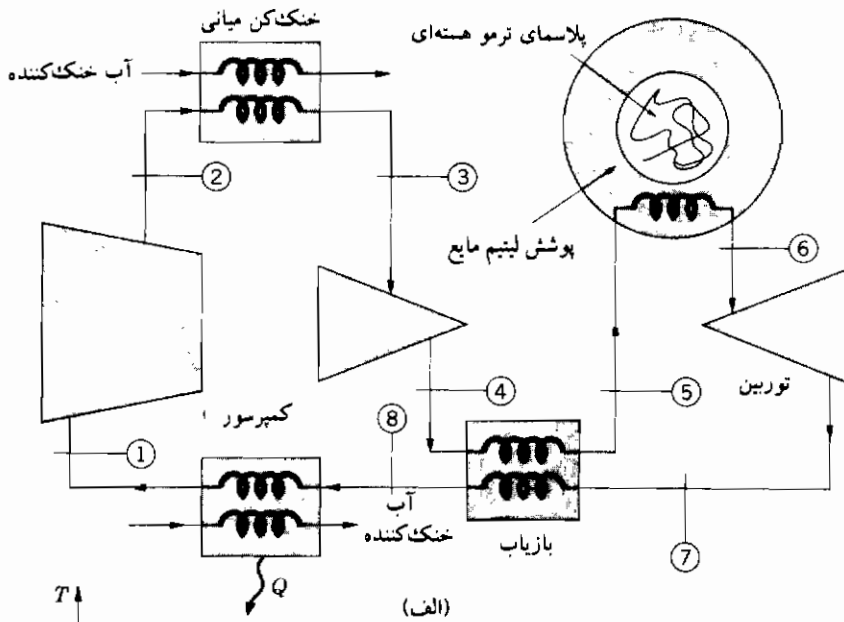 خنک‌کن میانی
آب خنک‌کننده
پلاسمای ترمو هسته‌ای
②
③
پوشش لیتیم مایع
⑥
توربین
④
⑤
⑧
کمپرسور
①
آب
خنک‌کننده
بازیاب
⑦
Q
(الف)
T